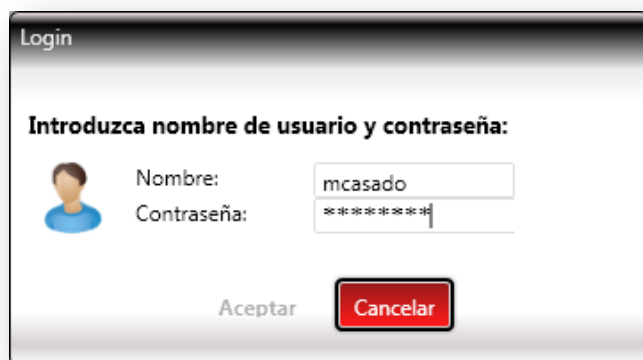 Login
Introduzca nombre de usuario y contraseña:
Nombre: mcasado
Contraseña: ********
Aceptar Cancelar